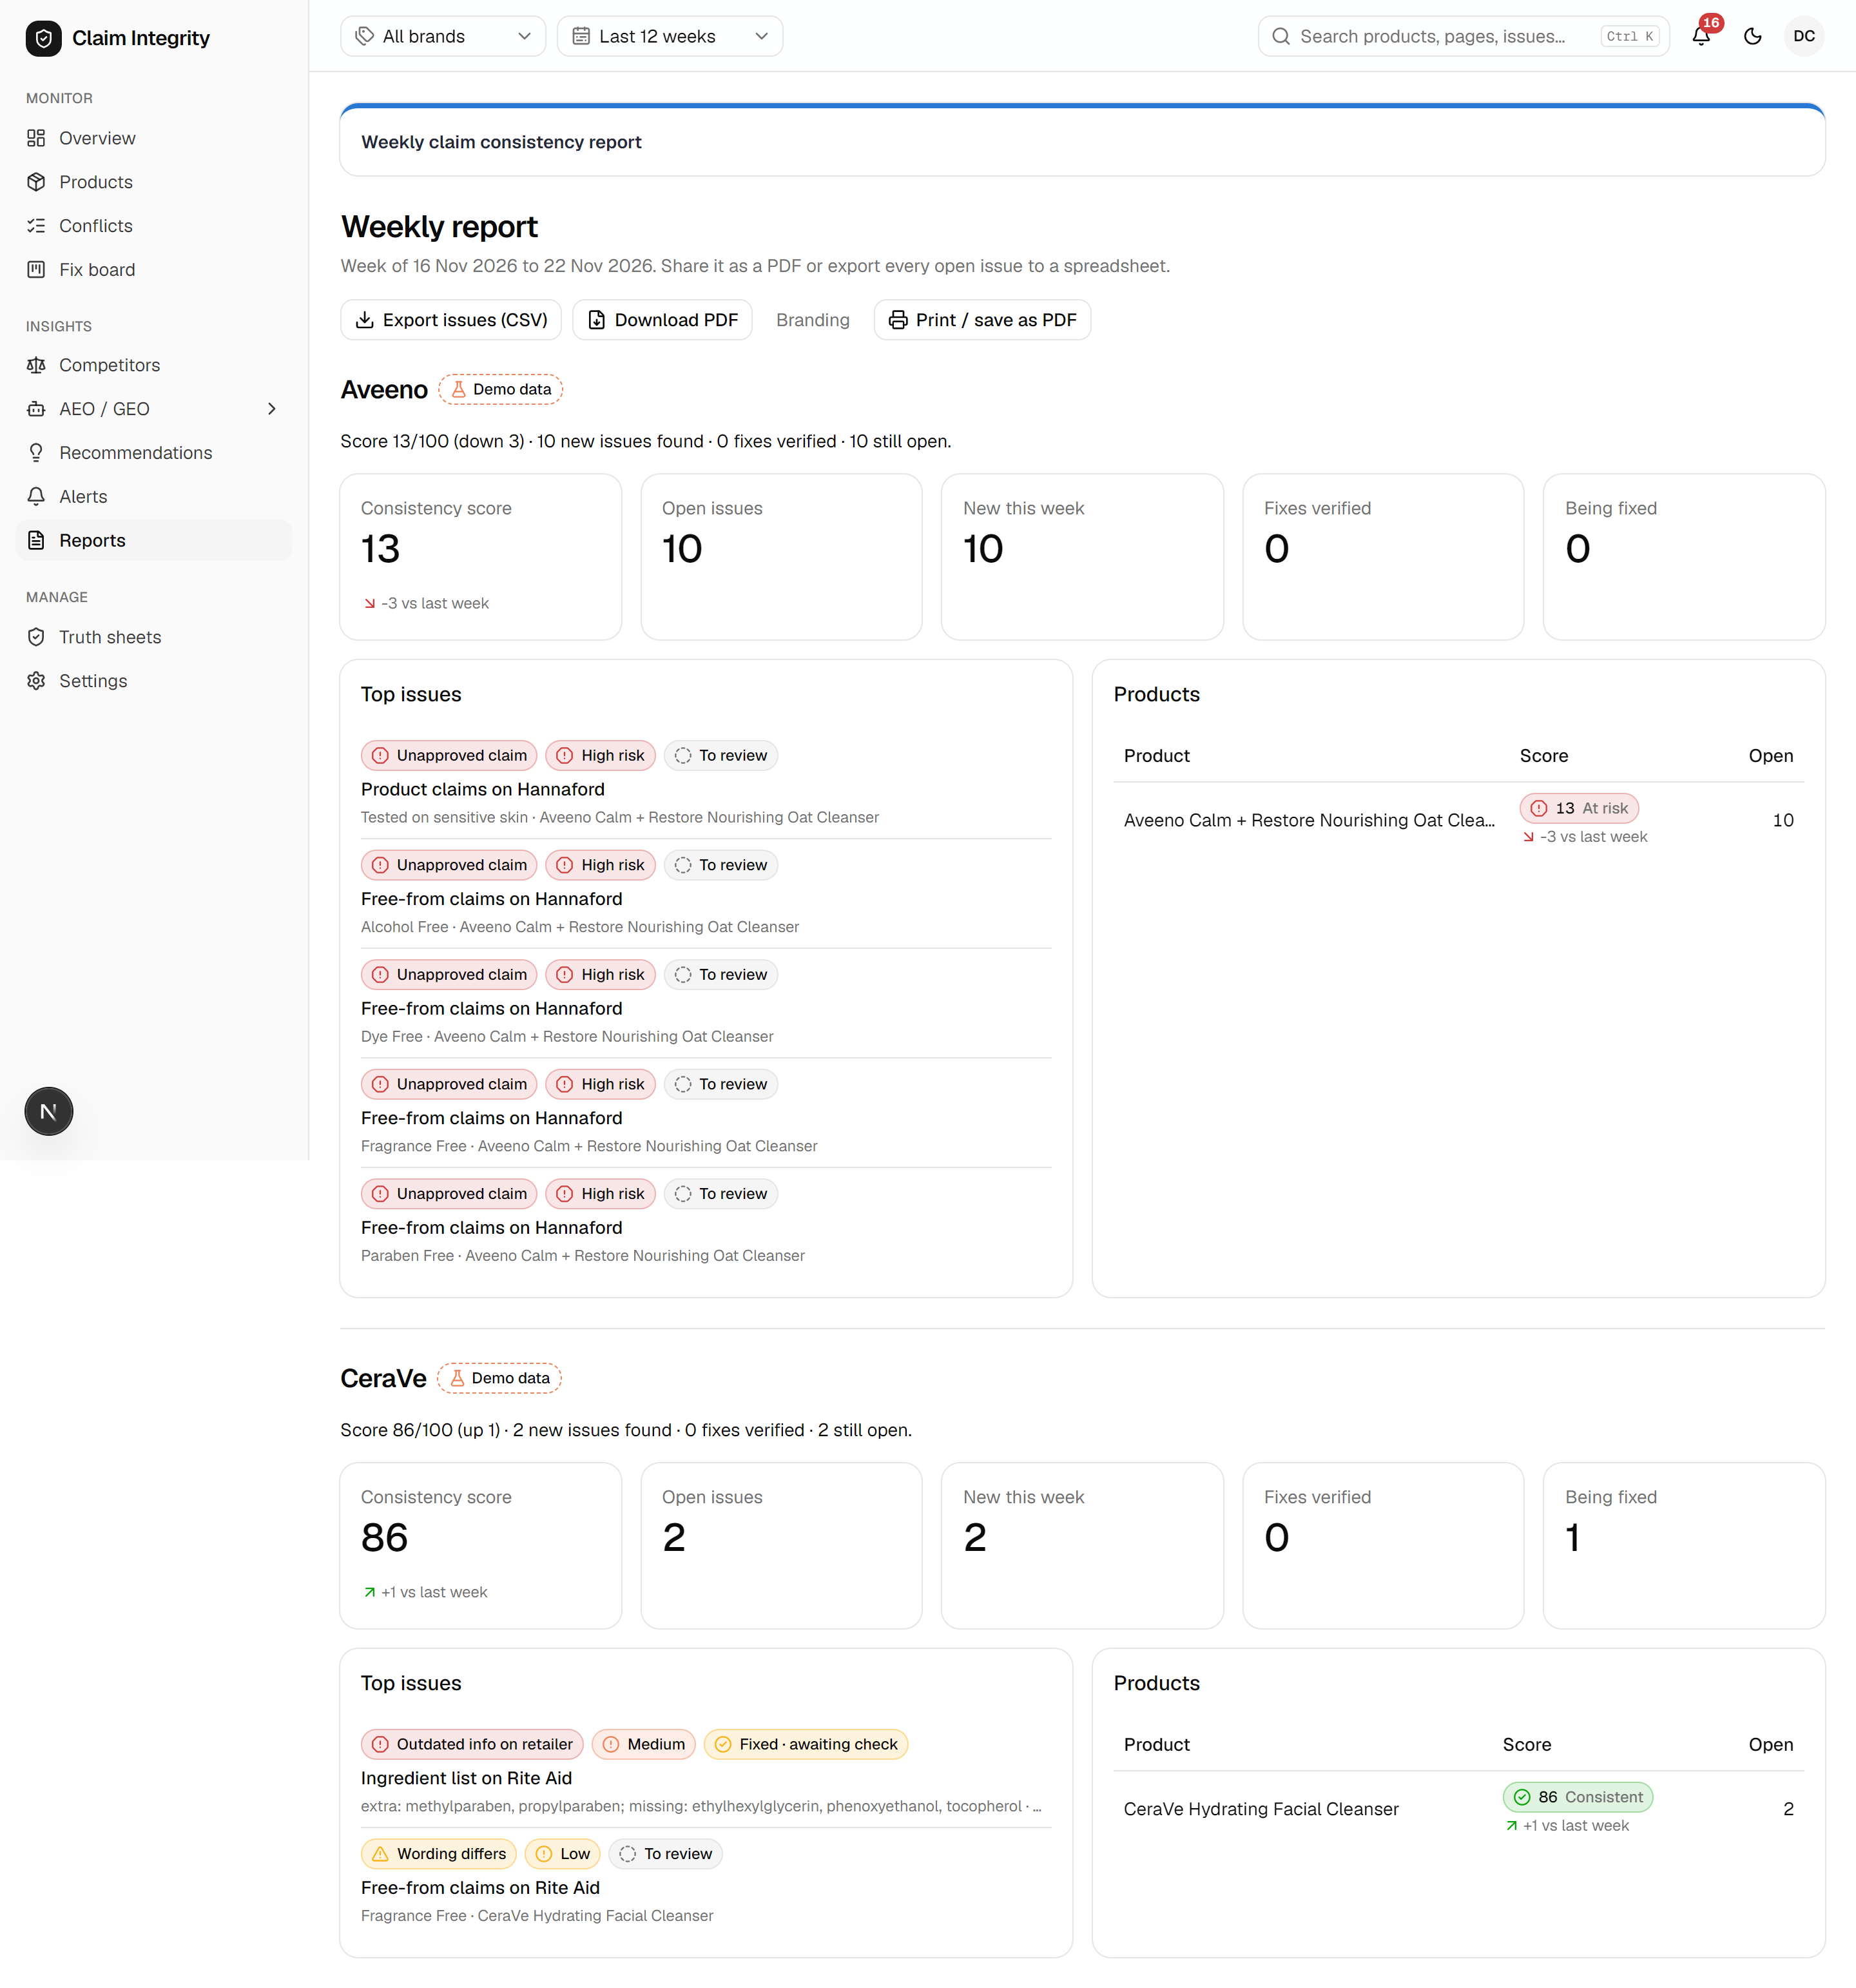 Claim Integrity
All brands
Last 12 weeks
Search products, pages, issues...
Ctrl K
16
DC
MONITOR
Overview
Products
Conflicts
Fix board
INSIGHTS
Competitors
AEO / GEO
Recommendations
Alerts
Reports
MANAGE
Truth sheets
Settings
N
Weekly claim consistency report
Weekly report
Week of 16 Nov 2026 to 22 Nov 2026. Share it as a PDF or export every open issue to a spreadsheet.
Export issues (CSV)
Download PDF
Branding
Print / save as PDF
Aveeno
Demo data
Score 13/100 (down 3) · 10 new issues found · 0 fixes verified · 10 still open.
Consistency score
13
-3 vs last week
Open issues
10
New this week
10
Fixes verified
0
Being fixed
0
Top issues
Unapproved claim High risk To review
Product claims on Hannaford
Tested on sensitive skin · Aveeno Calm + Restore Nourishing Oat Cleanser
Unapproved claim High risk To review
Free-from claims on Hannaford
Alcohol Free · Aveeno Calm + Restore Nourishing Oat Cleanser
Unapproved claim High risk To review
Free-from claims on Hannaford
Dye Free · Aveeno Calm + Restore Nourishing Oat Cleanser
Unapproved claim High risk To review
Free-from claims on Hannaford
Fragrance Free · Aveeno Calm + Restore Nourishing Oat Cleanser
Unapproved claim High risk To review
Free-from claims on Hannaford
Paraben Free · Aveeno Calm + Restore Nourishing Oat Cleanser
Products
Product Score Open
Aveeno Calm + Restore Nourishing Oat Clea... 13 At risk 10
-3 vs last week
CeraVe
Demo data
Score 86/100 (up 1) · 2 new issues found · 0 fixes verified · 2 still open.
Consistency score
86
+1 vs last week
Open issues
2
New this week
2
Fixes verified
0
Being fixed
1
Top issues
Outdated info on retailer Medium Fixed · awaiting check
Ingredient list on Rite Aid
extra: methylparaben, propylparaben; missing: ethylhexylglycerin, phenoxyethanol, tocopherol · ...
Wording differs Low To review
Free-from claims on Rite Aid
Fragrance Free · CeraVe Hydrating Facial Cleanser
Products
Product Score Open
CeraVe Hydrating Facial Cleanser 86 Consistent 2
+1 vs last week